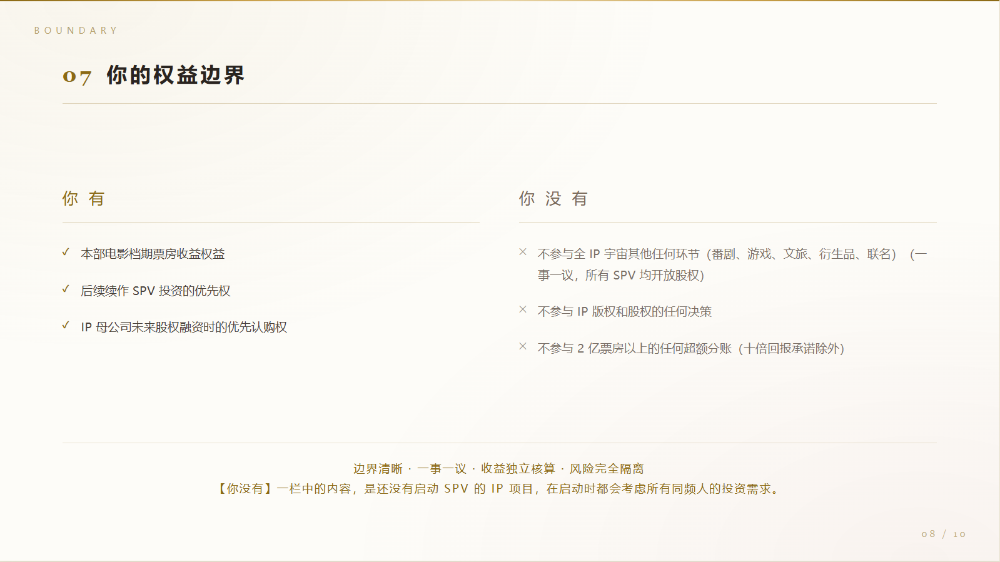 BOUNDARY
07 你的权益边界
你有
✓ 本部电影档期票房收益权益
✓ 后续续作 SPV 投资的优先权
✓ IP 母公司未来股权融资时的优先认购权
你没有
× 不参与全 IP 宇宙其他任何环节（番剧、游戏、文旅、衍生品、联名）（一
事一议，所有 SPV 均开放股权）
× 不参与 IP 版权和股权的任何决策
× 不参与 2 亿票房以上的任何超额分账（十倍回报承诺除外）
边界清晰 · 一事一议 · 收益独立核算 · 风险完全隔离
【你没有】一栏中的内容，是还没有启动 SPV 的 IP 项目，在启动时都会考虑所有同频人的投资需求。
08 / 10